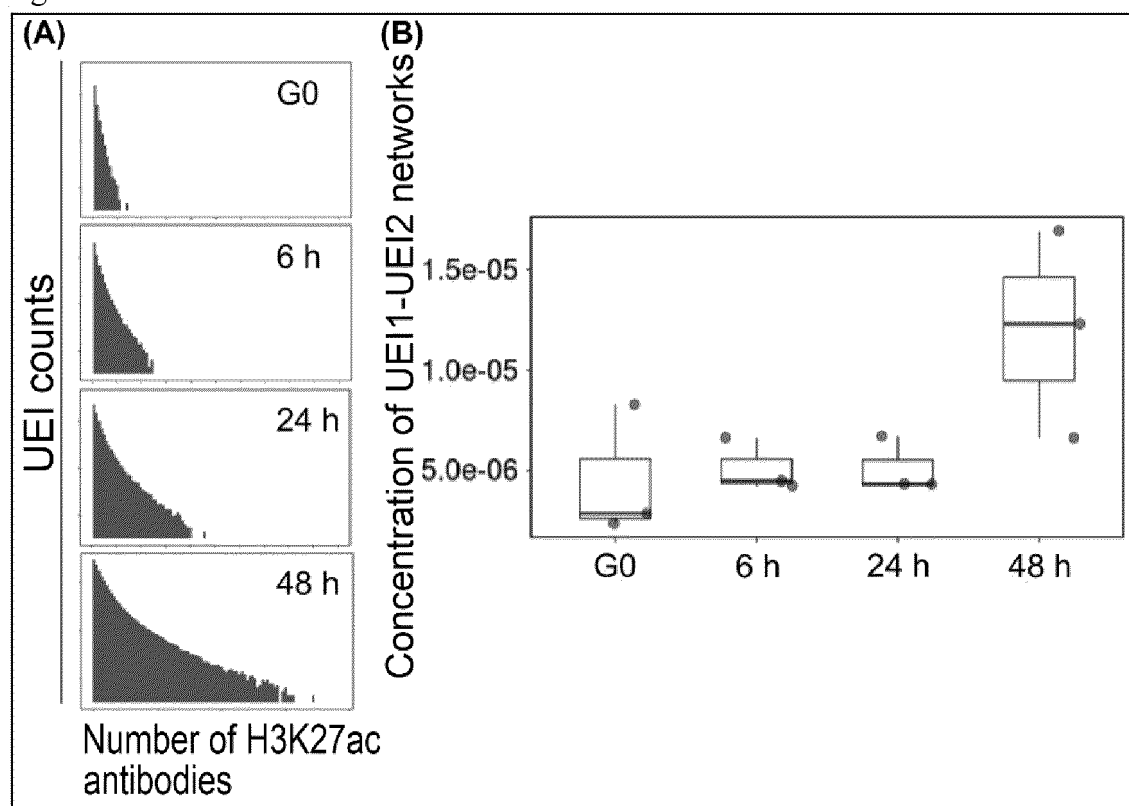 (A)
G0
6 h
24 h
48 h
UEI counts
Number of H3K27ac
antibodies
(B)
Concentration of UEI1-UEI2 networks
1.5e-05
1.0e-05
5.0e-06
G0 6 h 24 h 48 h